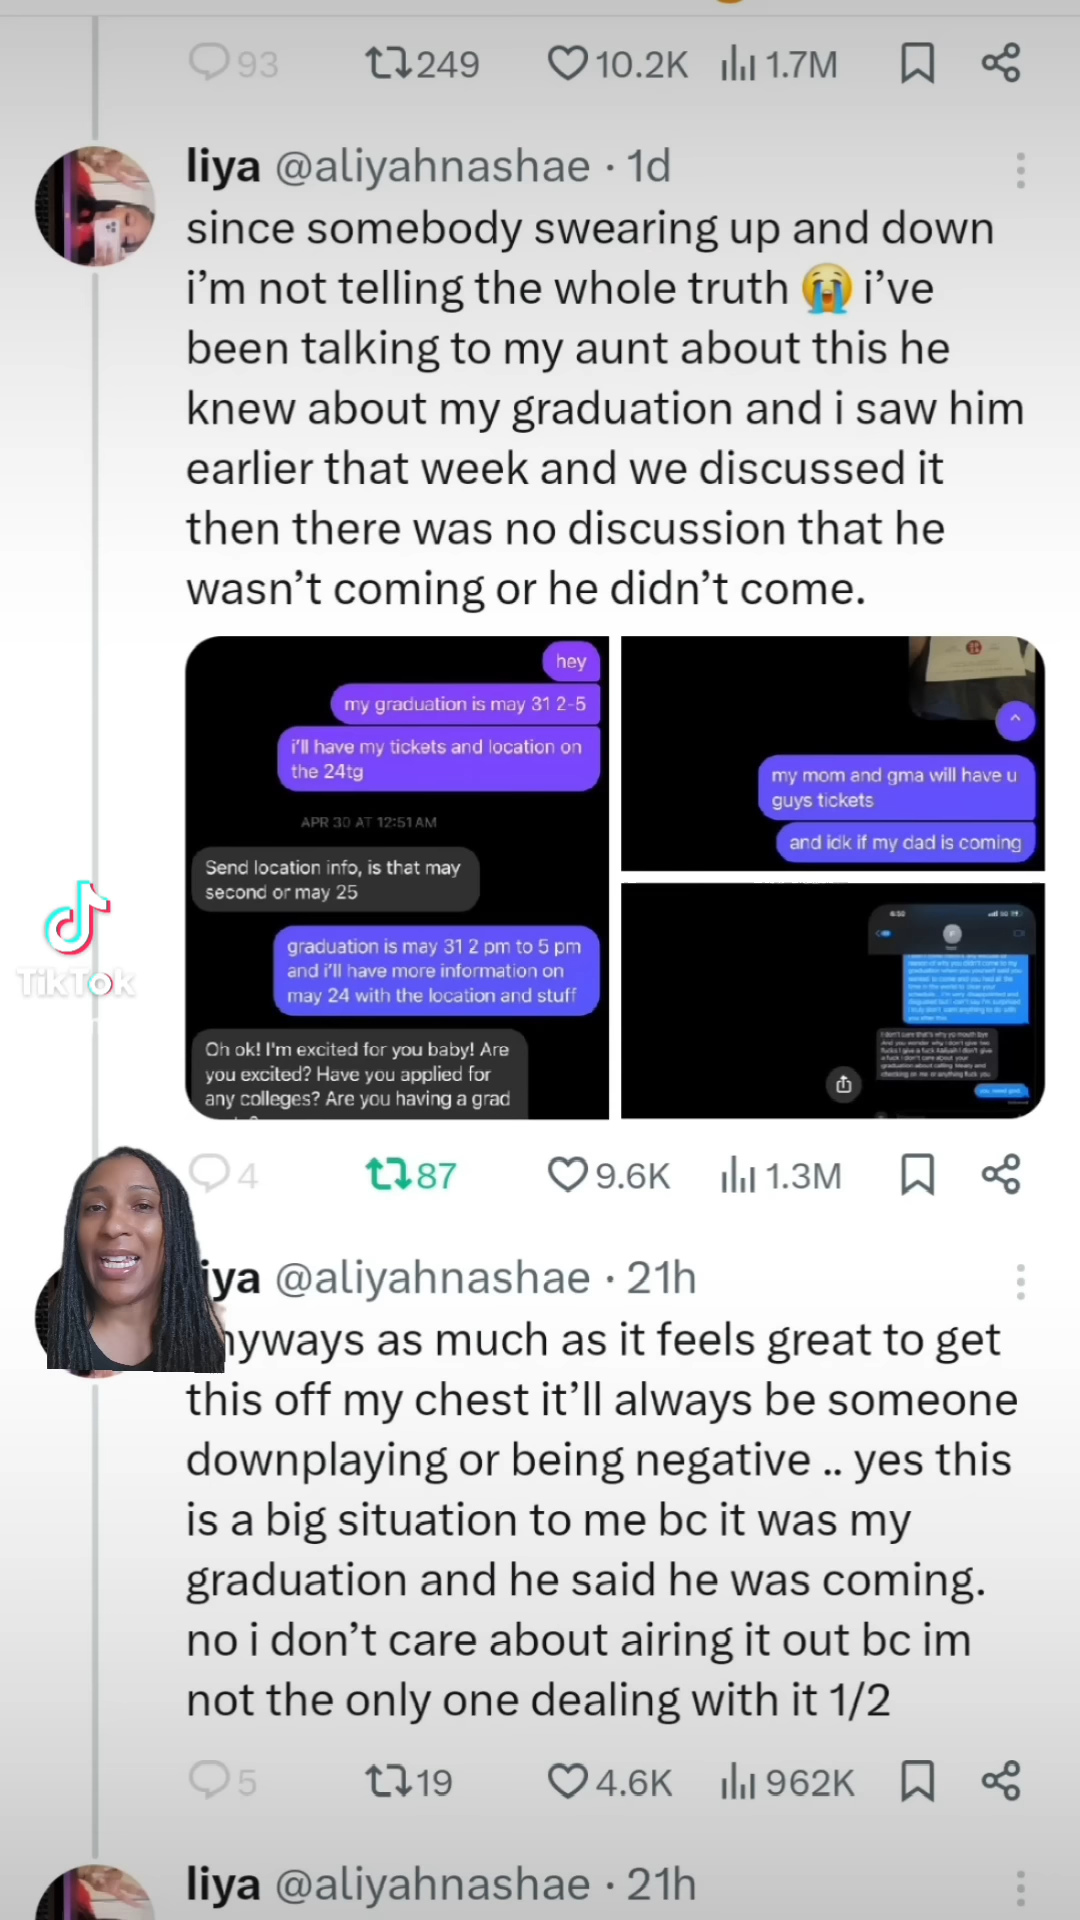 93 249 10.2K 1.7M
liya @aliyahnashae · 1d
since somebody swearing up and down
i'm not telling the whole truth 😭 i've
been talking to my aunt about this he
knew about my graduation and i saw him
earlier that week and we discussed it
then there was no discussion that he
wasn't coming or he didn't come.
hey
my graduation is may 31 2-5
i'll have my tickets and location on
the 24tg
APR 30 AT 12:51 AM
Send location info, is that may
second or may 25
graduation is may 31 2 pm to 5 pm
and i'll have more information on
may 24 with the location and stuff
Oh ok! I'm excited for you baby! Are
you excited? Have you applied for
any colleges? Are you having a grad
my mom and gma will have u
guys tickets
and idk if my dad is coming
TikTok
4 87 9.6K 1.3M
iya @aliyahnashae · 21h
nyways as much as it feels great to get
this off my chest it'll always be someone
downplaying or being negative .. yes this
is a big situation to me bc it was my
graduation and he said he was coming.
no i don't care about airing it out bc im
not the only one dealing with it 1/2
5 19 4.6K 962K
liya @aliyahnashae · 21h